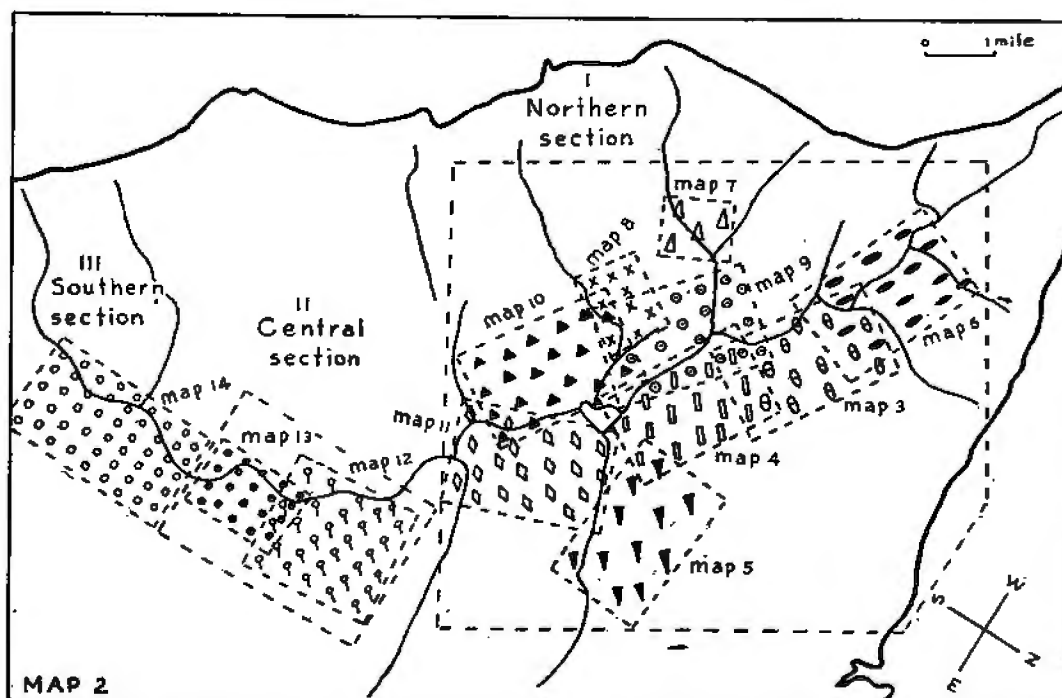 0 1 mile
I
Northern
section
map 7
map 8
map 9
map 10
III
Southern
section
II
Central
section
map 6
map 14
map 3
map 11
map 13
map 12
map 4
map 5
W
S
N
E
MAP 2